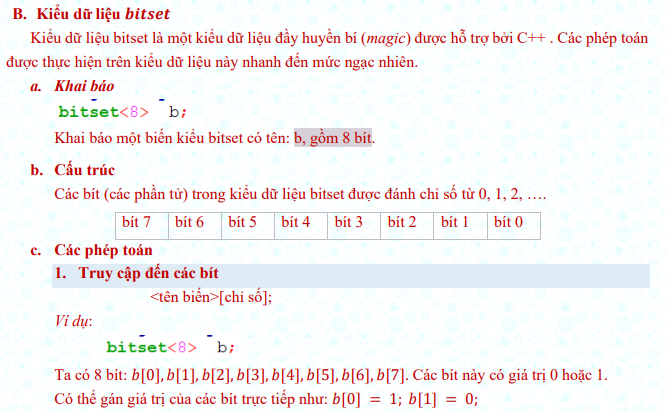 B. Kiểu dữ liệu bitset
Kiểu dữ liệu bitset là một kiểu dữ liệu đầy huyền bí (magic) được hỗ trợ bởi C++ . Các phép toán
được thực hiện trên kiểu dữ liệu này nhanh đến mức ngạc nhiên.
a. Khai báo
bitset<8> b;
Khai báo một biến kiểu bitset có tên: b, gồm 8 bít.
b. Cấu trúc
Các bít (các phần tử) trong kiểu dữ liệu bitset được đánh chỉ số từ 0, 1, 2, ….
bít 7 bít 6 bít 5 bít 4 bít 3 bít 2 bít 1 bít 0
c. Các phép toán
1. Truy cập đến các bít
<tên biến>[chỉ số];
Ví dụ:
bitset<8> b;
Ta có 8 bít: b[0], b[1], b[2], b[3], b[4], b[5], b[6], b[7]. Các bít này có giá trị 0 hoặc 1.
Có thể gán giá trị của các bít trực tiếp như: b[0] = 1; b[1] = 0;